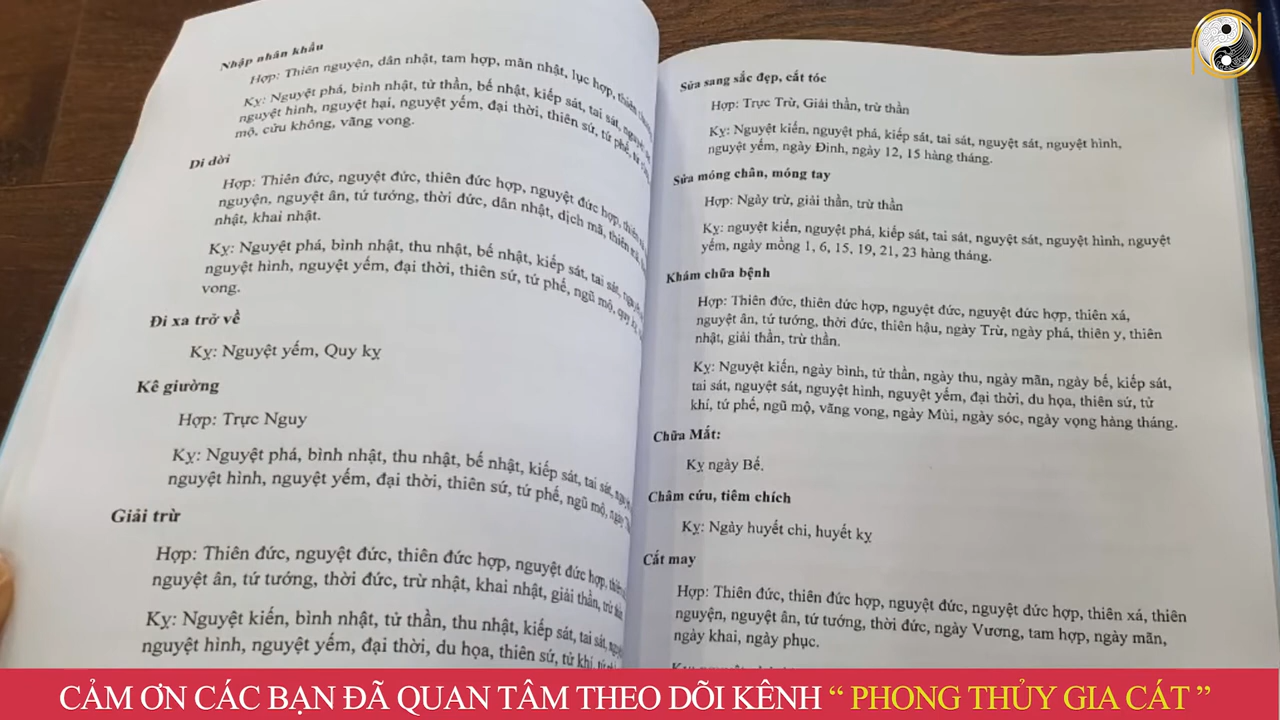 Nhập nhân khẩu
Hợp: Thiên nguyện, dân nhật, tam hợp, mãn nhật, lục hợp, thiên
Kỵ: Nguyệt phá, bình nhật, tử thần, bế nhật, kiếp sát, tai sát,
nguyệt hình, nguyệt hại, nguyệt yếm, đại thời, thiên sứ, tứ phế,
mộ, cửu không, vãng vong.
Di dời
Hợp: Thiên đức, nguyệt đức, thiên đức hợp, nguyệt đức hợp, thiên
nguyện, nguyệt ân, tứ tướng, thời đức, dân nhật, dịch mã, thiên
nhật, khai nhật.
Kỵ: Nguyệt phá, bình nhật, thu nhật, bế nhật, kiếp sát, tai sát,
nguyệt hình, nguyệt yếm, đại thời, thiên sứ, tứ phế, ngũ mộ, quy kỵ,
vong.
Đi xa trở về
Kỵ: Nguyệt yếm, Quy kỵ
Kê giường
Hợp: Trực Nguy
Kỵ: Nguyệt phá, bình nhật, thu nhật, bế nhật, kiếp sát, tai sát,
nguyệt hình, nguyệt yếm, đại thời, thiên sứ, tứ phế, ngũ mộ, ngày
Giải trừ
Hợp: Thiên đức, nguyệt đức, thiên đức hợp, nguyệt đức hợp,
nguyệt ân, tứ tướng, thời đức, trừ nhật, khai nhật, giải thần, trừ
Kỵ: Nguyệt kiến, bình nhật, tử thần, thu nhật, kiếp sát, tai sát,
nguyệt hình, nguyệt yếm, đại thời, du họa, thiên sứ, tử khí,
Sửa sang sắc đẹp, cắt tóc
Hợp: Trực Trừ, Giải thần, trừ thần
Kỵ: Nguyệt kiến, nguyệt phá, kiếp sát, tai sát, nguyệt sát, nguyệt hình,
nguyệt yếm, ngày Đinh, ngày 12, 15 hàng tháng.
Sửa móng chân, móng tay
Hợp: Ngày trừ, giải thần, trừ thần
Kỵ: nguyệt kiến, nguyệt phá, kiếp sát, tai sát, nguyệt sát, nguyệt hình, nguyệt
yếm, ngày mồng 1, 6, 15, 19, 21, 23 hàng tháng.
Khám chữa bệnh
Hợp: Thiên đức, thiên dức hợp, nguyệt đức, nguyệt đức hợp, thiên xá,
nguyệt ân, tứ tướng, thời đức, thiên hậu, ngày Trừ, ngày phá, thiên y, thiên
nhật, giải thần, trừ thần.
Kỵ: Nguyệt kiến, ngày bình, tử thần, ngày thu, ngày mãn, ngày bế, kiếp sát,
tai sát, nguyệt sát, nguyệt hình, nguyệt yếm, đại thời, du họa, thiên sứ, tử
khí, tứ phế, ngũ mộ, vãng vong, ngày Mùi, ngày sóc, ngày vọng hàng tháng.
Chữa Mắt:
Kỵ ngày Bế.
Châm cứu, tiêm chích
Kỵ: Ngày huyết chi, huyết kỵ
Cắt may
Hợp: Thiên đức, thiên đức hợp, nguyệt đức, nguyệt đức hợp, thiên xá, thiên
nguyện, nguyệt ân, tứ tướng, thời đức, ngày Vương, tam hợp, ngày mãn,
ngày khai, ngày phục.
CẢM ƠN CÁC BẠN ĐÃ QUAN TÂM THEO DÕI KÊNH “ PHONG THỦY GIA CÁT ”